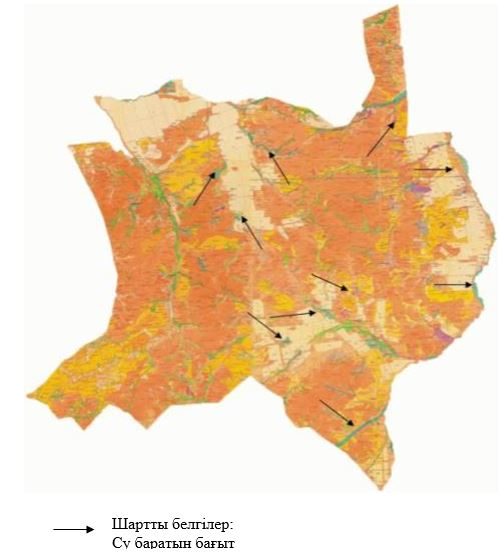 Шартты белгілер:
Су баратын бағыт